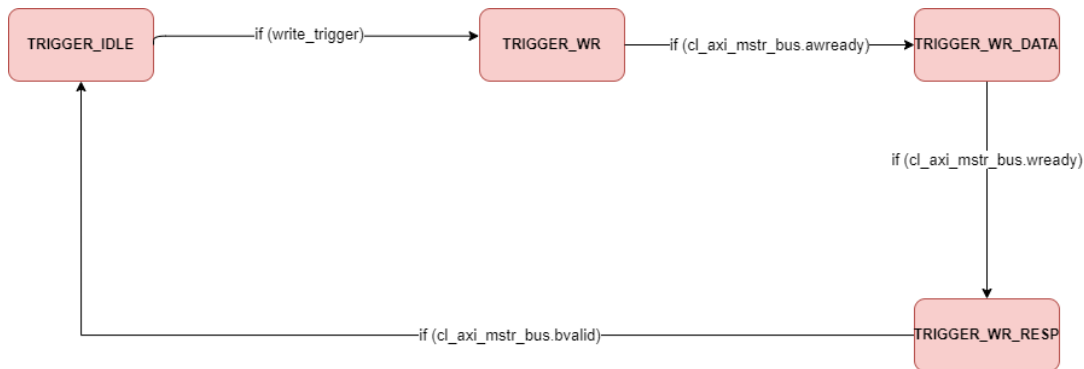 TRIGGER_IDLE
if (write_trigger)
TRIGGER_WR
if (cl_axi_mstr_bus.awready)
TRIGGER_WR_DATA
if (cl_axi_mstr_bus.wready)
TRIGGER_WR_RESP
if (cl_axi_mstr_bus.bvalid)